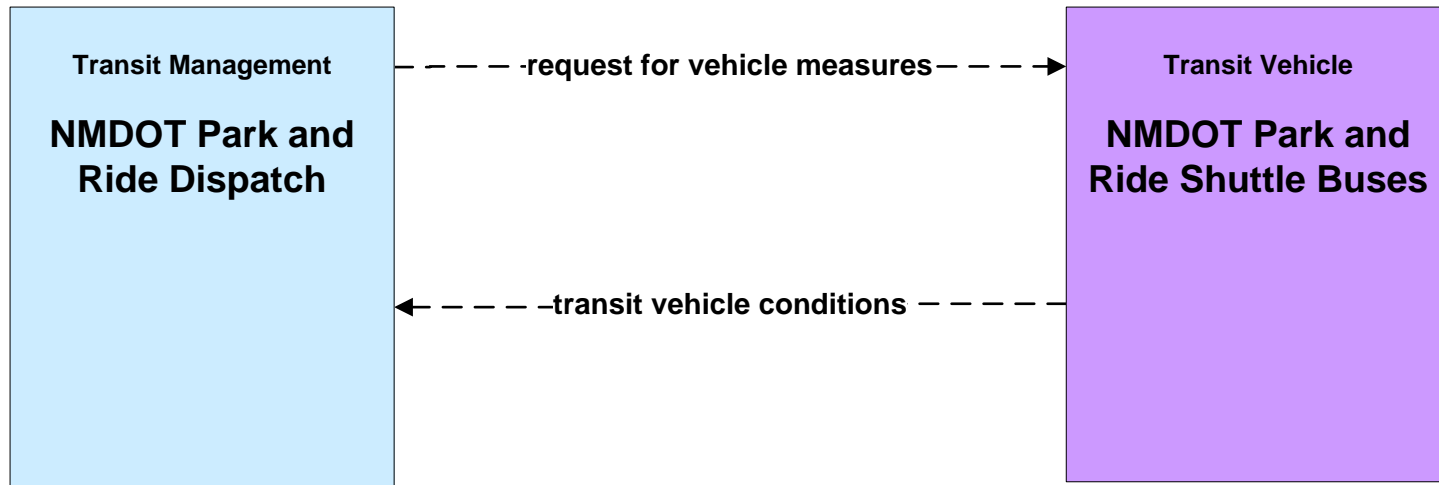 Transit Management
NMDOT Park and
Ride Dispatch
request for vehicle measures
transit vehicle conditions
Transit Vehicle
NMDOT Park and
Ride Shuttle Buses